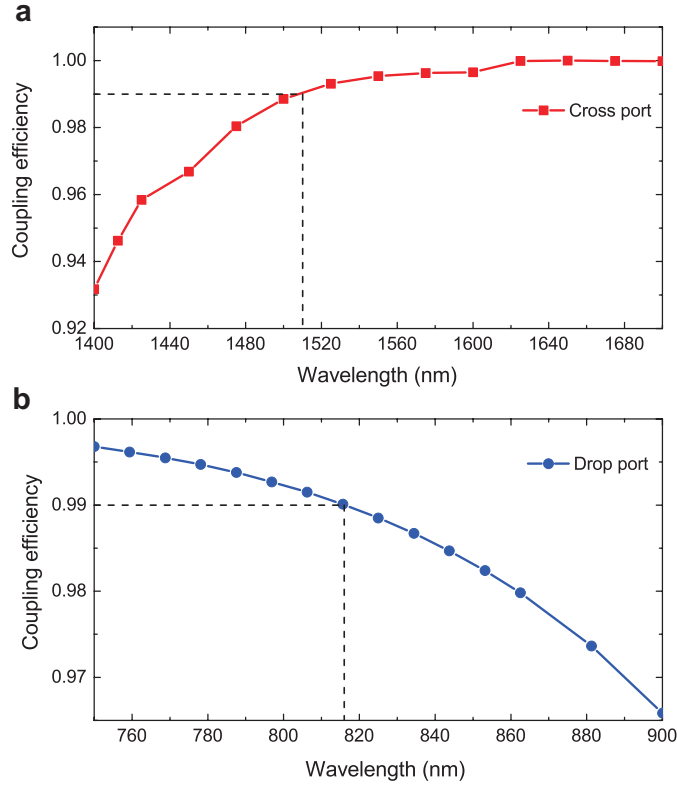 a
1.00
0.98
0.96
0.94
0.92
Coupling efficiency
Cross port
1400 1440 1480 1520 1560 1600 1640 1680
Wavelength (nm)
b
1.00
0.99
0.98
0.97
Coupling efficiency
Drop port
760 780 800 820 840 860 880 900
Wavelength (nm)